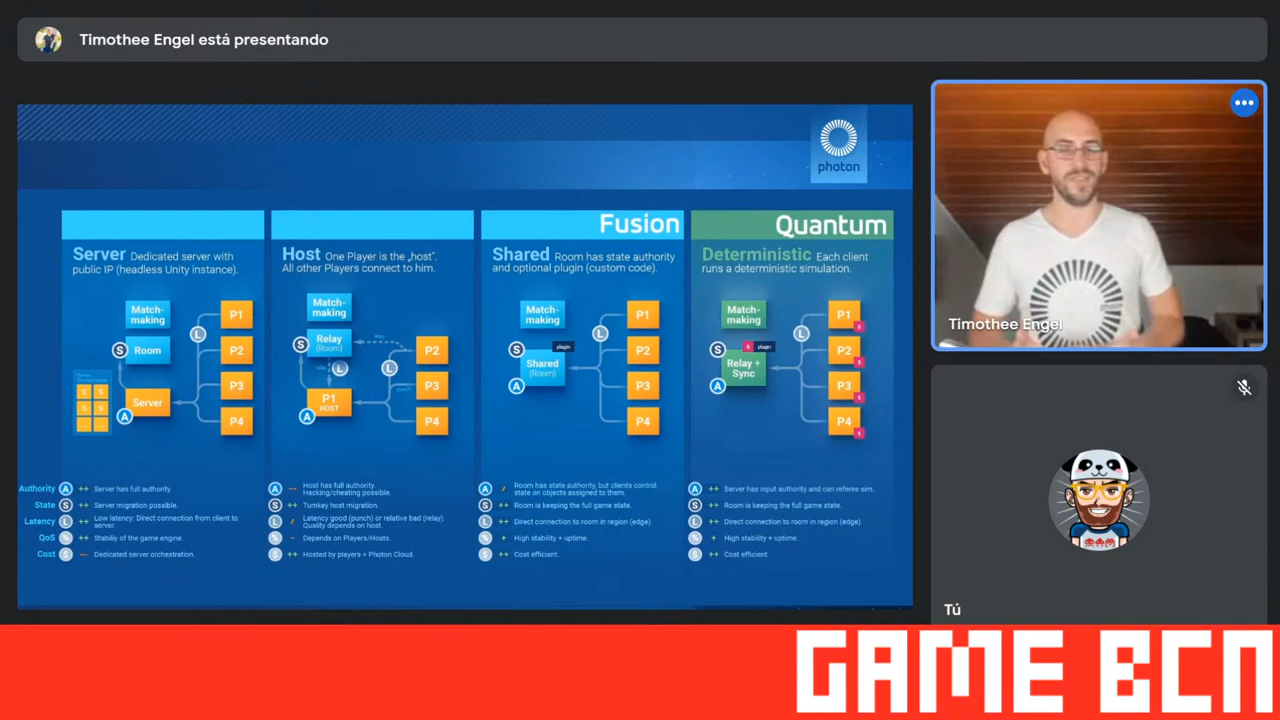 Timothee Engel está presentando
photon
Fusion
Quantum
Server Dedicated server with
public IP (headless Unity instance).
Host One Player is the „host".
All other Players connect to him.
Shared Room has state authority
and optional plugin (custom code).
Deterministic Each client
runs a deterministic simulation.
Match-
making
P1
L
S
Room
P2
P3
Server
A
P4
Match-
making
S
Relay
(Room)
L
L
P2
P1
HOST
P3
A
P4
Match-
making
P1
L
S
plugin
P2
Shared
(Room)
A
P3
P4
Match-
making
P1
S
L
S
S
plugin
P2
S
Relay +
Sync
A
P3
S
P4
S
Authority A ++ Server has full authority.
State S ++ Server migration possible.
Latency L ++ Low latency: Direct connection from client to
server.
QoS % ++ Stabiliy of the game engine.
Cost $ -- Dedicated server orchestration.
A -- Host has full authority.
Hacking/cheating possible.
S ++ Turnkey host migration.
L / Latency good (punch) or relative bad (relay).
Quality depends on host.
% - Depends on Players/Hosts.
$ ++ Hosted by players + Photon Cloud.
A / Room has state authority, but clients control
state on objects assigned to them.
S ++ Room is keeping the full game state.
L ++ Direct connection to room in region (edge).
% + High stability + uptime.
$ ++ Cost efficient.
A ++ Server has input authority and can referee sim.
S ++ Room is keeping the full game state.
L ++ Direct connection to room in region (edge).
% + High stability + uptime.
$ ++ Cost efficient.
Timothee Engel
Tú
GAME BCN